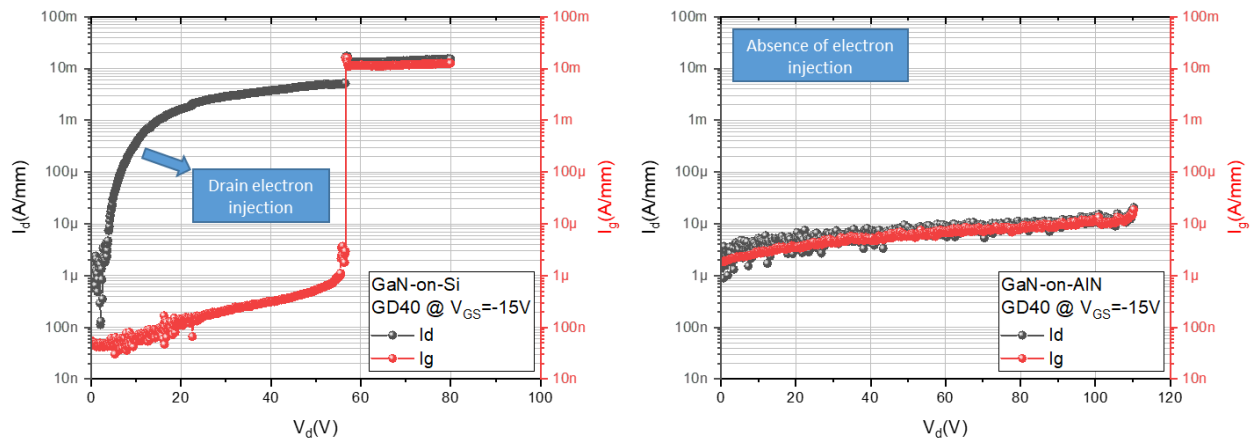 100m
10m
1m
100µ
10µ
1µ
100n
10n
I_d(A/mm)
Drain electron
injection
GaN-on-Si
GD40 @ V_GS=-15V
Id
Ig
100m
10m
1m
100µ
10µ
1µ
100n
10n
I_g(A/mm)
0 20 40 60 80 100
V_d(V)
100m
10m
1m
100µ
10µ
1µ
100n
10n
I_d(A/mm)
Absence of electron
injection
GaN-on-AlN
GD40 @ V_GS=-15V
Id
Ig
100m
10m
1m
100µ
10µ
1µ
100n
10n
I_g(A/mm)
0 20 40 60 80 100 120
V_d(V)